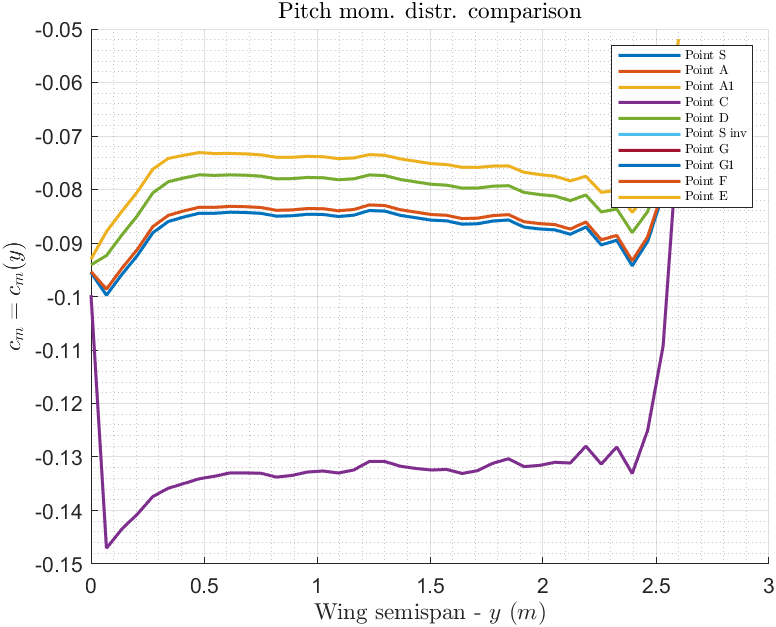 Pitch mom. distr. comparison
-0.05
-0.06
-0.07
-0.08
-0.09
-0.1
-0.11
-0.12
-0.13
-0.14
-0.15
c_m = c_m(y)
Point S
Point A
Point A1
Point C
Point D
Point S inv
Point G
Point G1
Point F
Point E
0 0.5 1 1.5 2 2.5 3
Wing semispan - y (m)